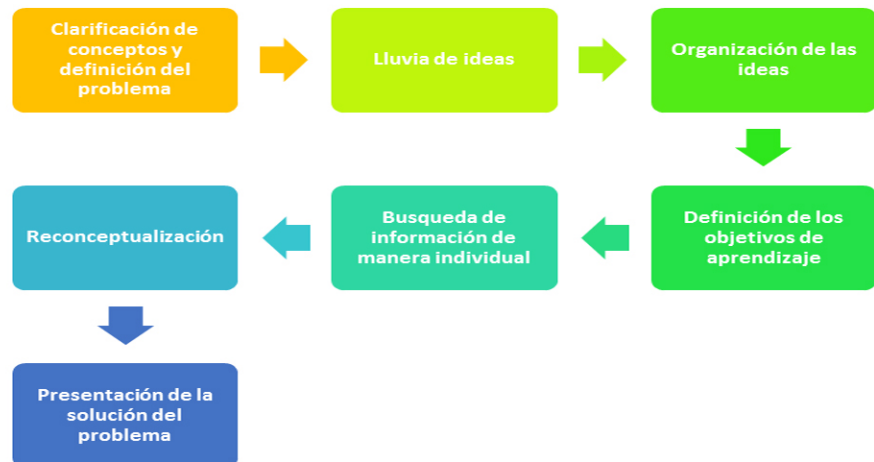 Clarificación de
conceptos y
definición del
problema
Lluvia de ideas
Organización de las
ideas
Definición de los
objetivos de
aprendizaje
Busqueda de
información de
manera individual
Reconceptualización
Presentación de la
solución del
problema